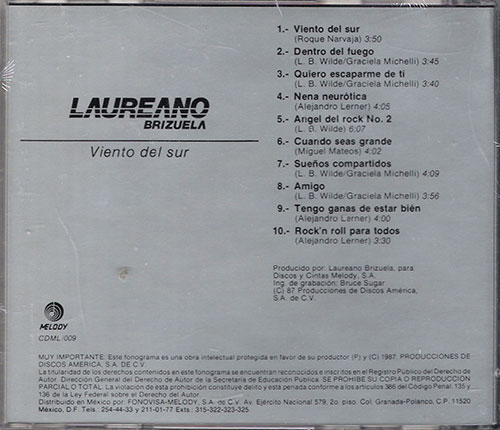 LAUREANO
BRIZUELA
Viento del sur
1.- Viento del sur
(Roque Narvaja) 3:50
2.- Dentro del fuego
(L. B. Wilde/Graciela Michelli) 3:45
3.- Quiero escaparme de ti
(L. B. Wilde/Graciela Michelli) 3:40
4.- Nena neurótica
(Alejandro Lerner) 4:05
5.- Angel del rock No. 2
(L. B. Wilde) 6:07
6.- Cuando seas grande
(Miguel Mateos) 4:02
7.- Sueños compartidos
(L. B. Wilde/Graciela Michelli) 4:09
8.- Amigo
(L. B. Wilde/Graciela Michelli) 3:56
9.- Tengo ganas de estar bién
(Alejandro Lerner) 4:00
10.- Rock'n roll para todos
(Alejandro Lerner) 3:30
Producido por: Laureano Brizuela, para
Discos y Cintas Melody, S.A.
Ing. de grabación: Bruce Sugar
(C) 87 Producciones de Discos América,
S.A. de C.V.
MELODY
CDML/009
MUY IMPORTANTE: Este fonograma es una obra intelectual protegida en favor de su productor (P) y (C) 1987. PRODUCCIONES DE
DISCOS AMERICA, S.A. DE C.V.
La titularidad de los derechos contenidos en este fonograma se encuentran reconocidos e inscritos en el Registro Público del Derecho de
Autor. Dirección General del Derecho de Autor de la Secretaría de Educación Pública. SE PROHIBE SU COPIA O REPRODUCCION
PARCIAL O TOTAL. La violación de esta prohibición constituye delito y esta penada conforme a los artículos 386 del Código Penal. 135 y
136 de la Ley Federal sobre el Derecho del Autor.
Distribuido en México por: FONOVISA-MELODY, S.A. DE C.V. Av. Ejército Nacional 579, 2o. piso. Col. Granada-Polanco, C.P. 11520
México, D.F. Tels.: 254-44-33 y 211-01-77 Exts.: 315-322-323-325.